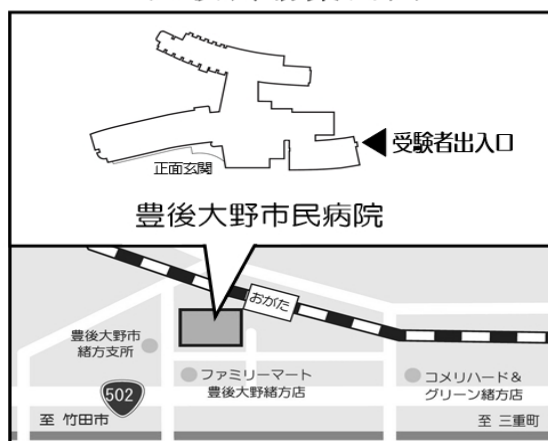 受験者出入口
正面玄関
豊後大野市民病院
おがた
豊後大野市
緒方支所
ファミリーマート
豊後大野緒方店
コメリハード&
グリーン緒方店
502
至 竹田市
至 三重町